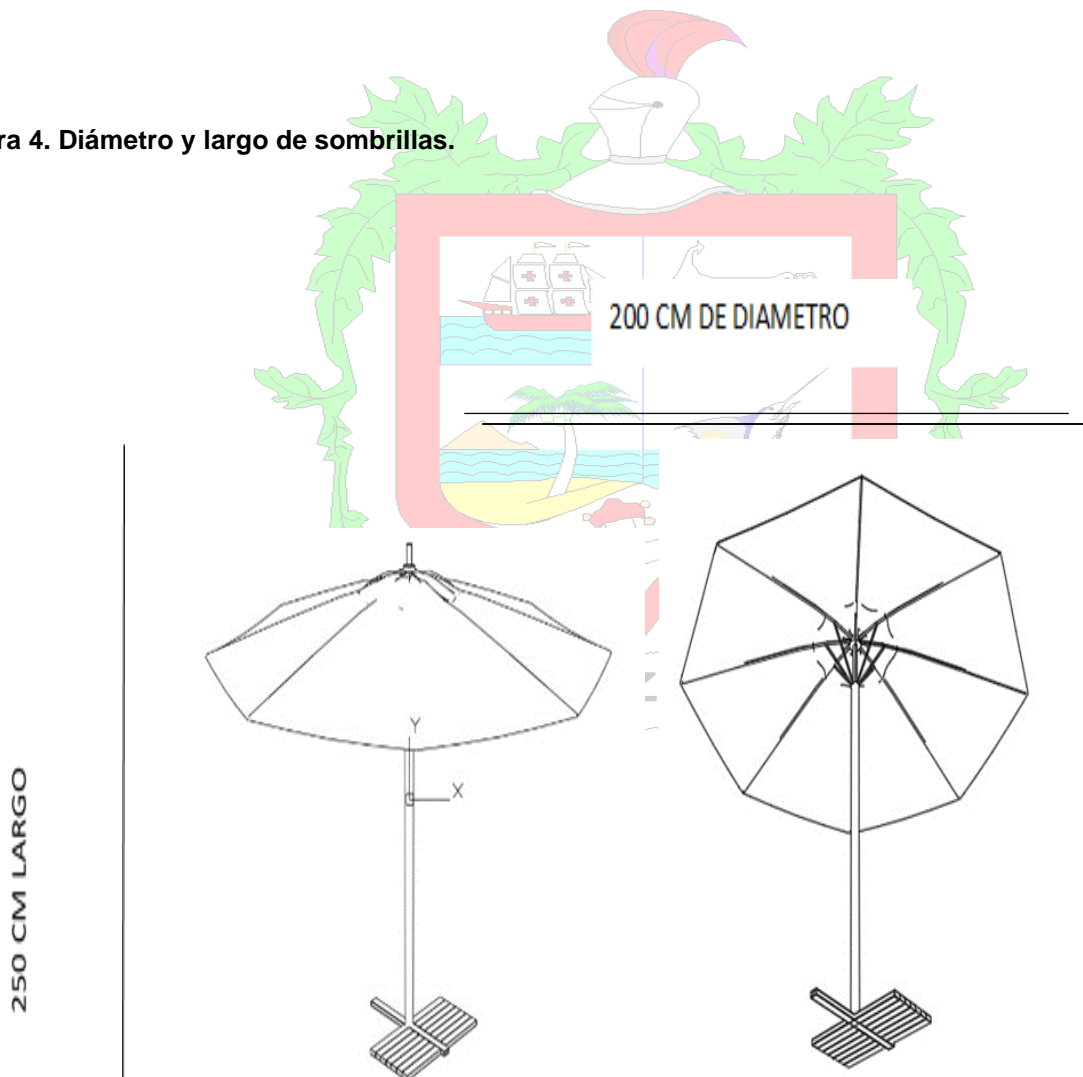 ra 4. Diámetro y largo de sombrillas.
200 CM DE DIAMETRO
Y
X
250 CM LARGO